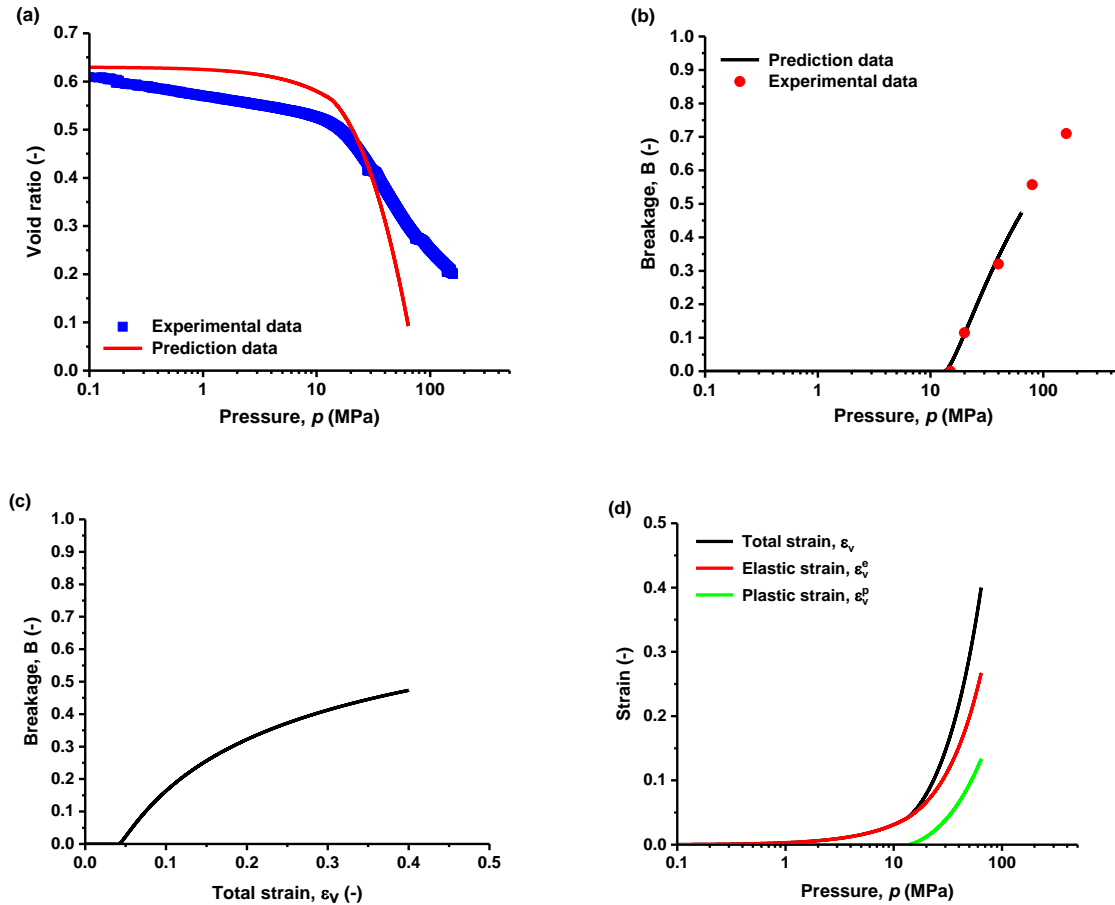 (a)
0.7
0.6
0.5
0.4
0.3
0.2
0.1
0.0
Void ratio (-)
Experimental data
Prediction data
0.1 1 10 100
Pressure, p (MPa)
(b)
1.0
0.9
0.8
0.7
0.6
0.5
0.4
0.3
0.2
0.1
0.0
Breakage, B (-)
Prediction data
Experimental data
0.1 1 10 100
Pressure, p (MPa)
(c)
1.0
0.9
0.8
0.7
0.6
0.5
0.4
0.3
0.2
0.1
0.0
Breakage, B (-)
0.0 0.1 0.2 0.3 0.4 0.5
Total strain, εv (-)
(d)
0.5
0.4
0.3
0.2
0.1
0.0
Strain (-)
Total strain, εv
Elastic strain, εve
Plastic strain, εvp
0.1 1 10 100
Pressure, p (MPa)